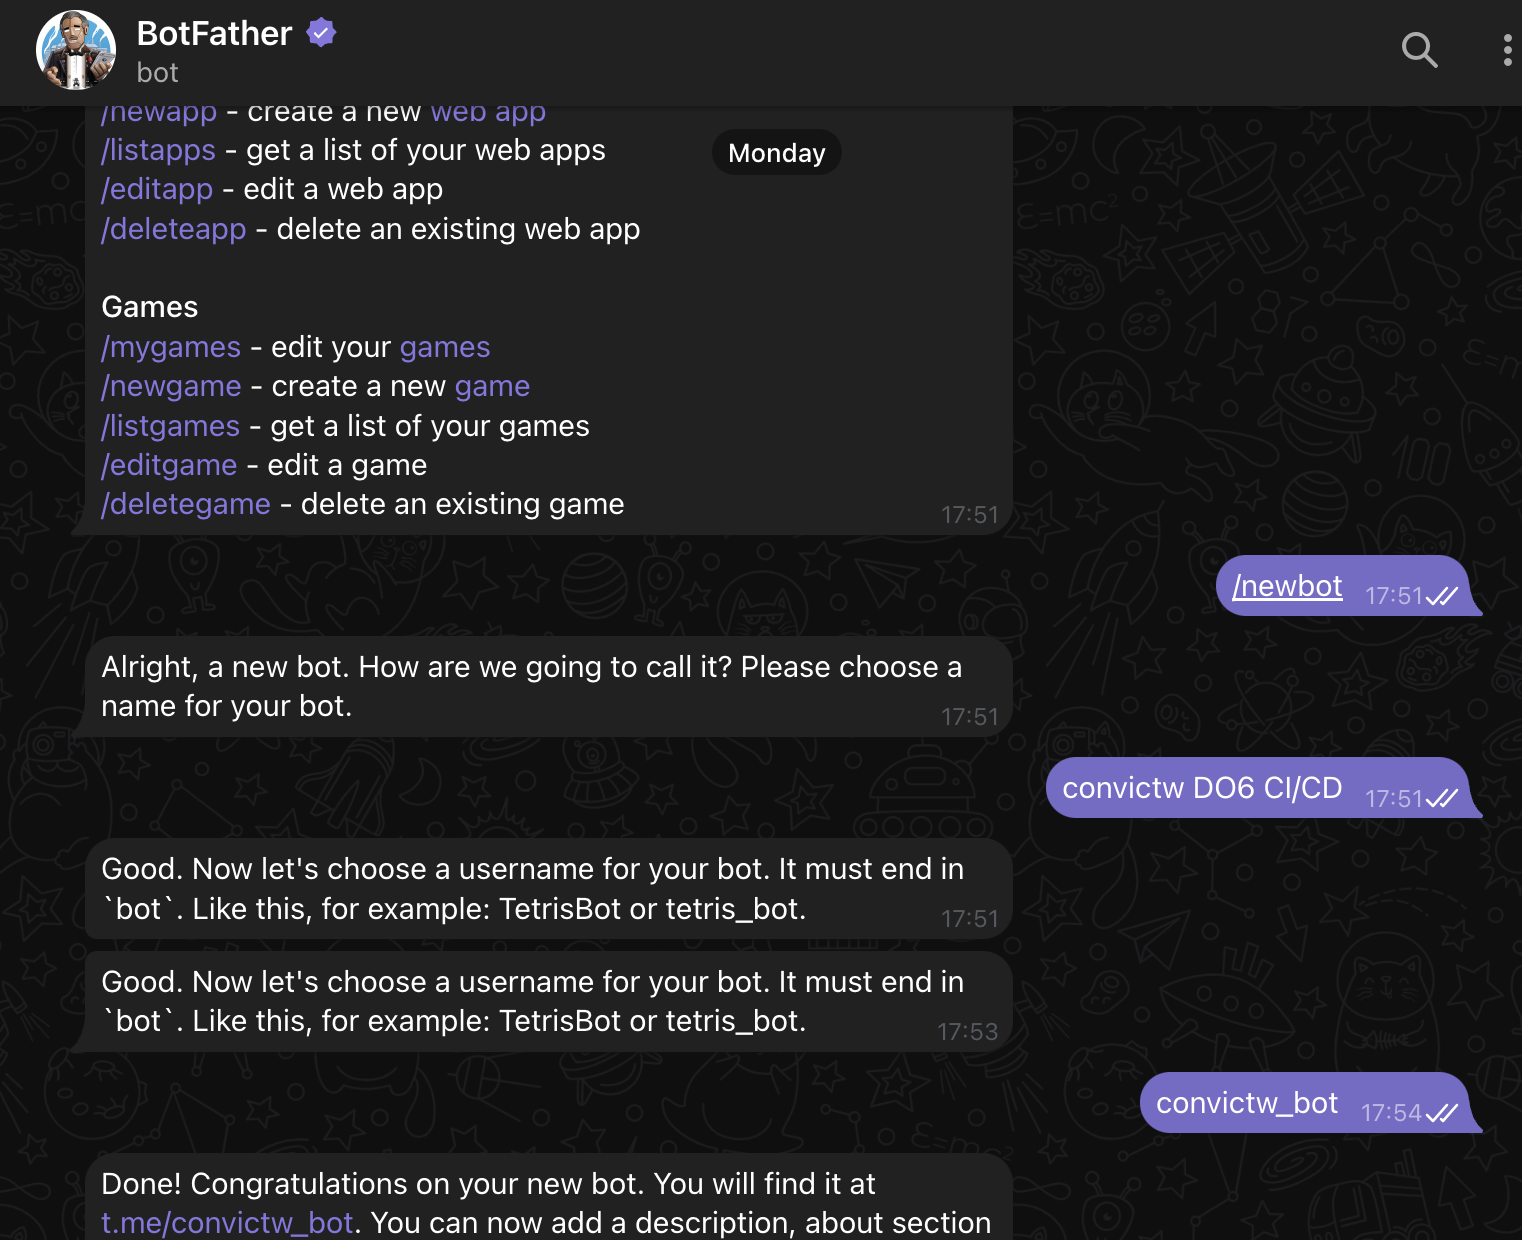 BotFather
bot
/newapp - create a new web app
Monday
/listapps - get a list of your web apps
/editapp - edit a web app
/deleteapp - delete an existing web app
Games
/mygames - edit your games
/newgame - create a new game
/listgames - get a list of your games
/editgame - edit a game
/deletegame - delete an existing game
17:51
/newbot 17:51
Alright, a new bot. How are we going to call it? Please choose a
name for your bot.
17:51
convictw DO6 CI/CD 17:51
Good. Now let's choose a username for your bot. It must end in
`bot`. Like this, for example: TetrisBot or tetris_bot.
17:51
Good. Now let's choose a username for your bot. It must end in
`bot`. Like this, for example: TetrisBot or tetris_bot.
17:53
convictw_bot 17:54
Done! Congratulations on your new bot. You will find it at
t.me/convictw_bot. You can now add a description, about section